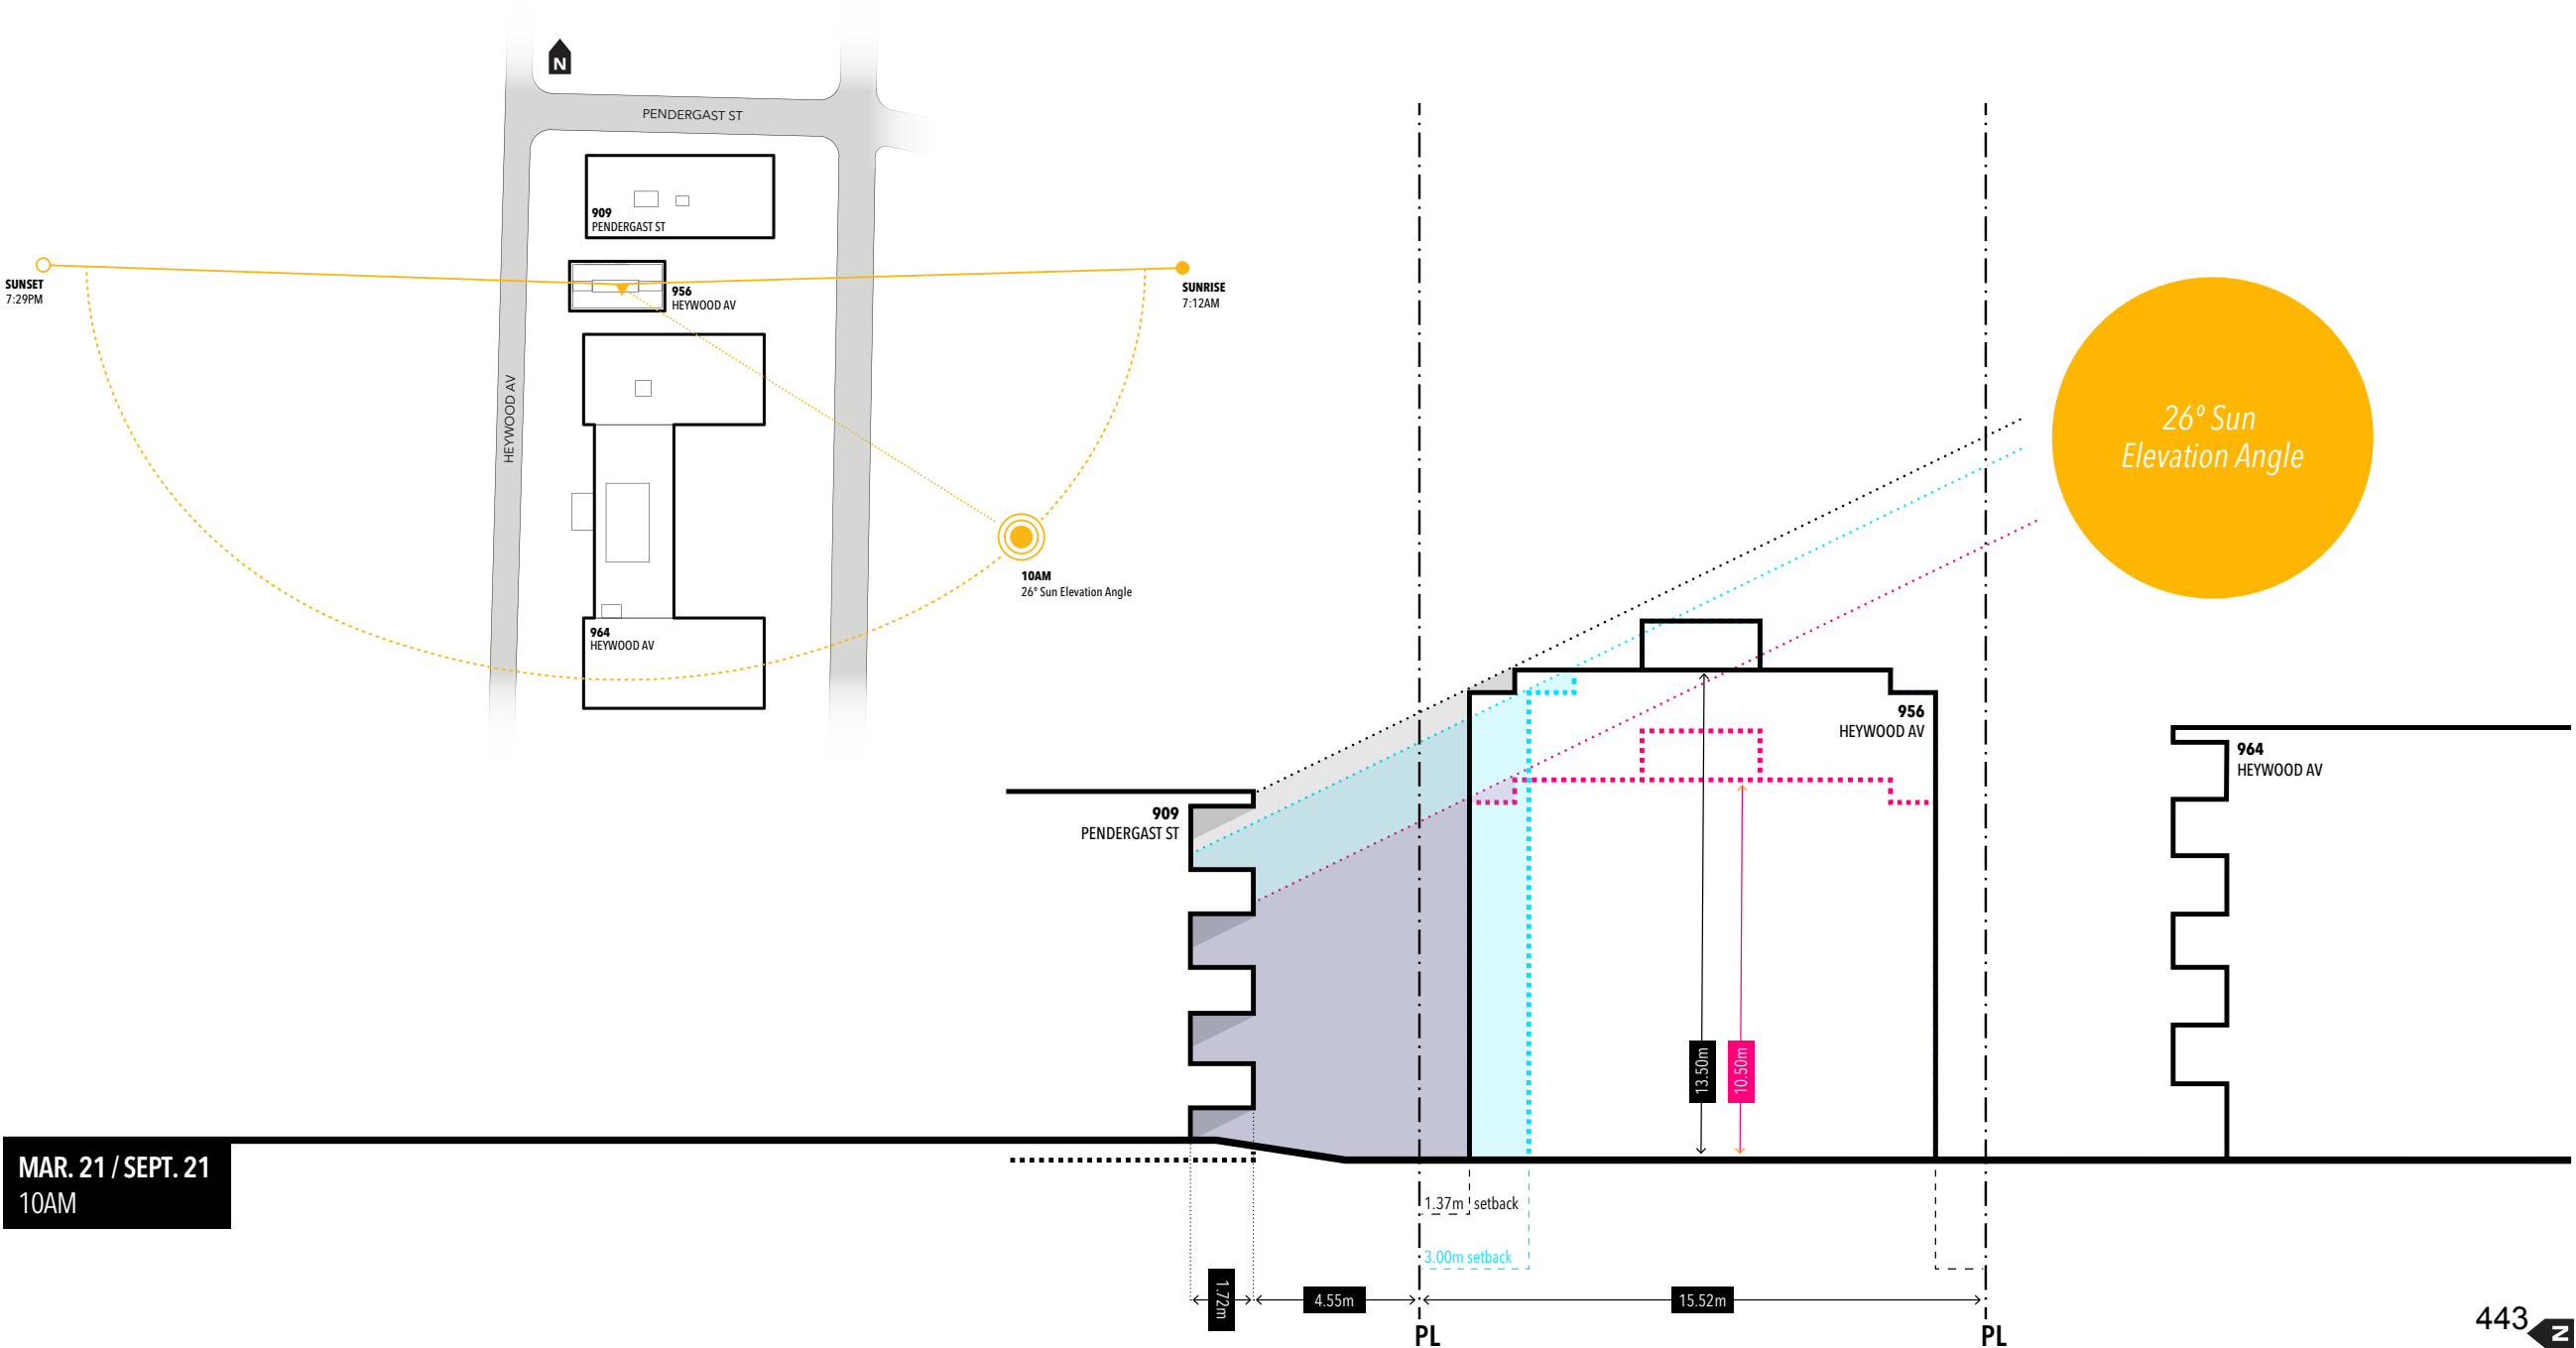 N
PENDERGAST ST
909
PENDERGAST ST
SUNSET
7:29PM
956
HEYWOOD AV
SUNRISE
7:12AM
HEYWOOD AV
10AM
26º Sun Elevation Angle
964
HEYWOOD AV
26º Sun
Elevation Angle
956
HEYWOOD AV
964
HEYWOOD AV
909
PENDERGAST ST
13.50m
10.50m
MAR. 21 / SEPT. 21
10AM
1.37m setback
3.00m setback
1.72m
4.55m
15.52m
PL
PL
443
N